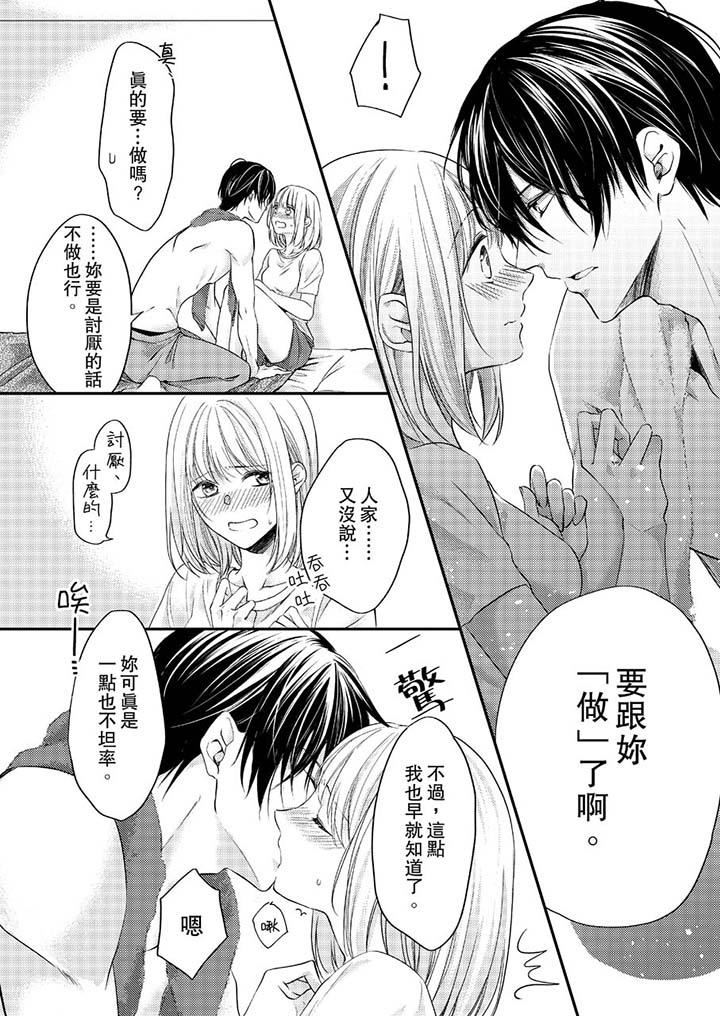 ！
要跟妳
「做」了啊。
真
真的要…做嗎？
……妳要是討厭的話
不做也行。
人家……
又沒說…
吞吞
吐吐
討厭、
什麼的…
唉—
驚
不過，這點
我也早就知道了。
妳可真是
一點也不坦率。
嗯
啾